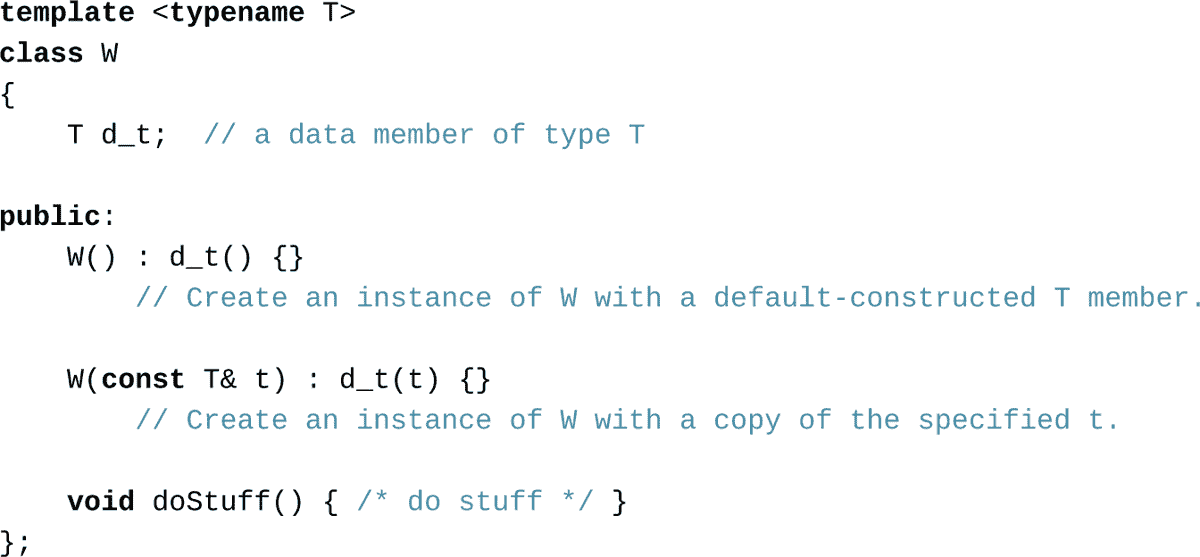 template <typename T>
class W
{
    T d_t;  // a data member of type T

public:
    W() : d_t() {}
        // Create an instance of W with a default-constructed T member.

    W(const T& t) : d_t(t) {}
        // Create an instance of W with a copy of the specified t.

    void doStuff() { /* do stuff */ }
};